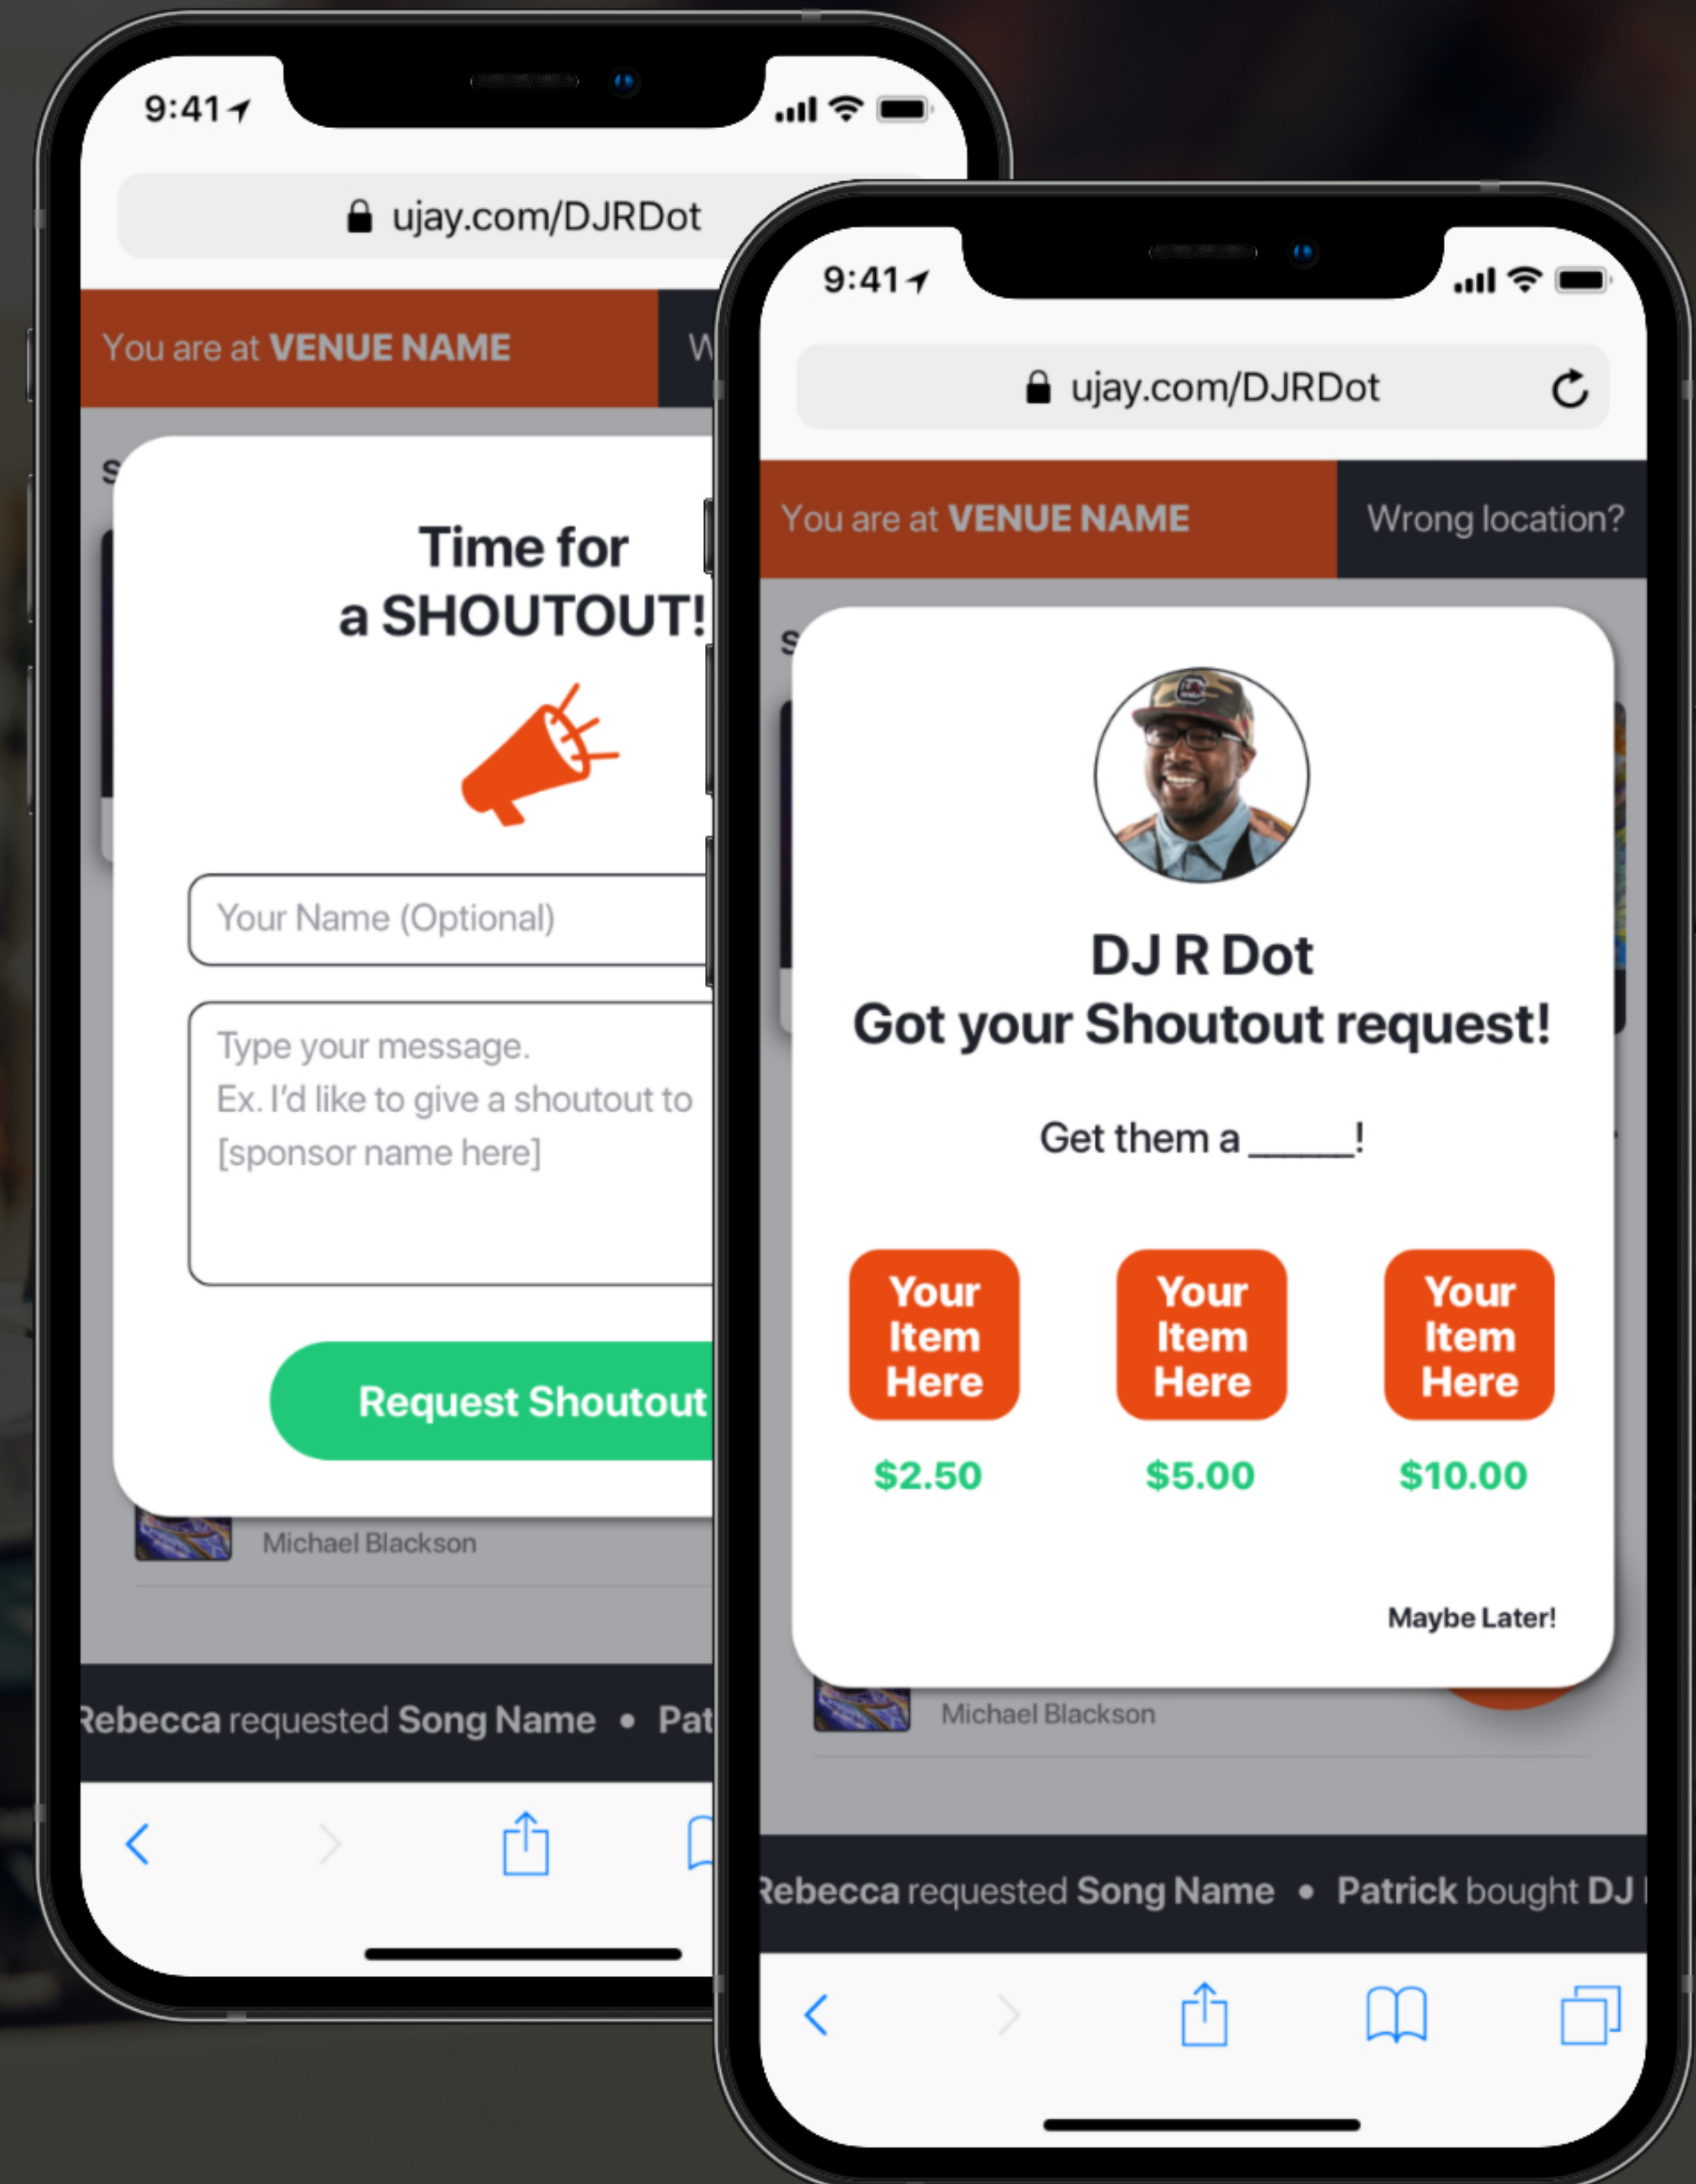 9:41
ujay.com/DJRDot
You are at VENUE NAME
Time for
a SHOUTOUT!
Your Name (Optional)
Type your message.
Ex. I'd like to give a shoutout to
[sponsor name here]
Request Shoutout
Michael Blackson
Rebecca requested Song Name •
9:41
ujay.com/DJRDot
You are at VENUE NAME
Wrong location?
DJ R Dot
Got your Shoutout request!
Get them a ______!
Your
Item
Here
$2.50
Your
Item
Here
$5.00
Your
Item
Here
$10.00
Maybe Later!
Michael Blackson
Rebecca requested Song Name • Patrick bought DJ